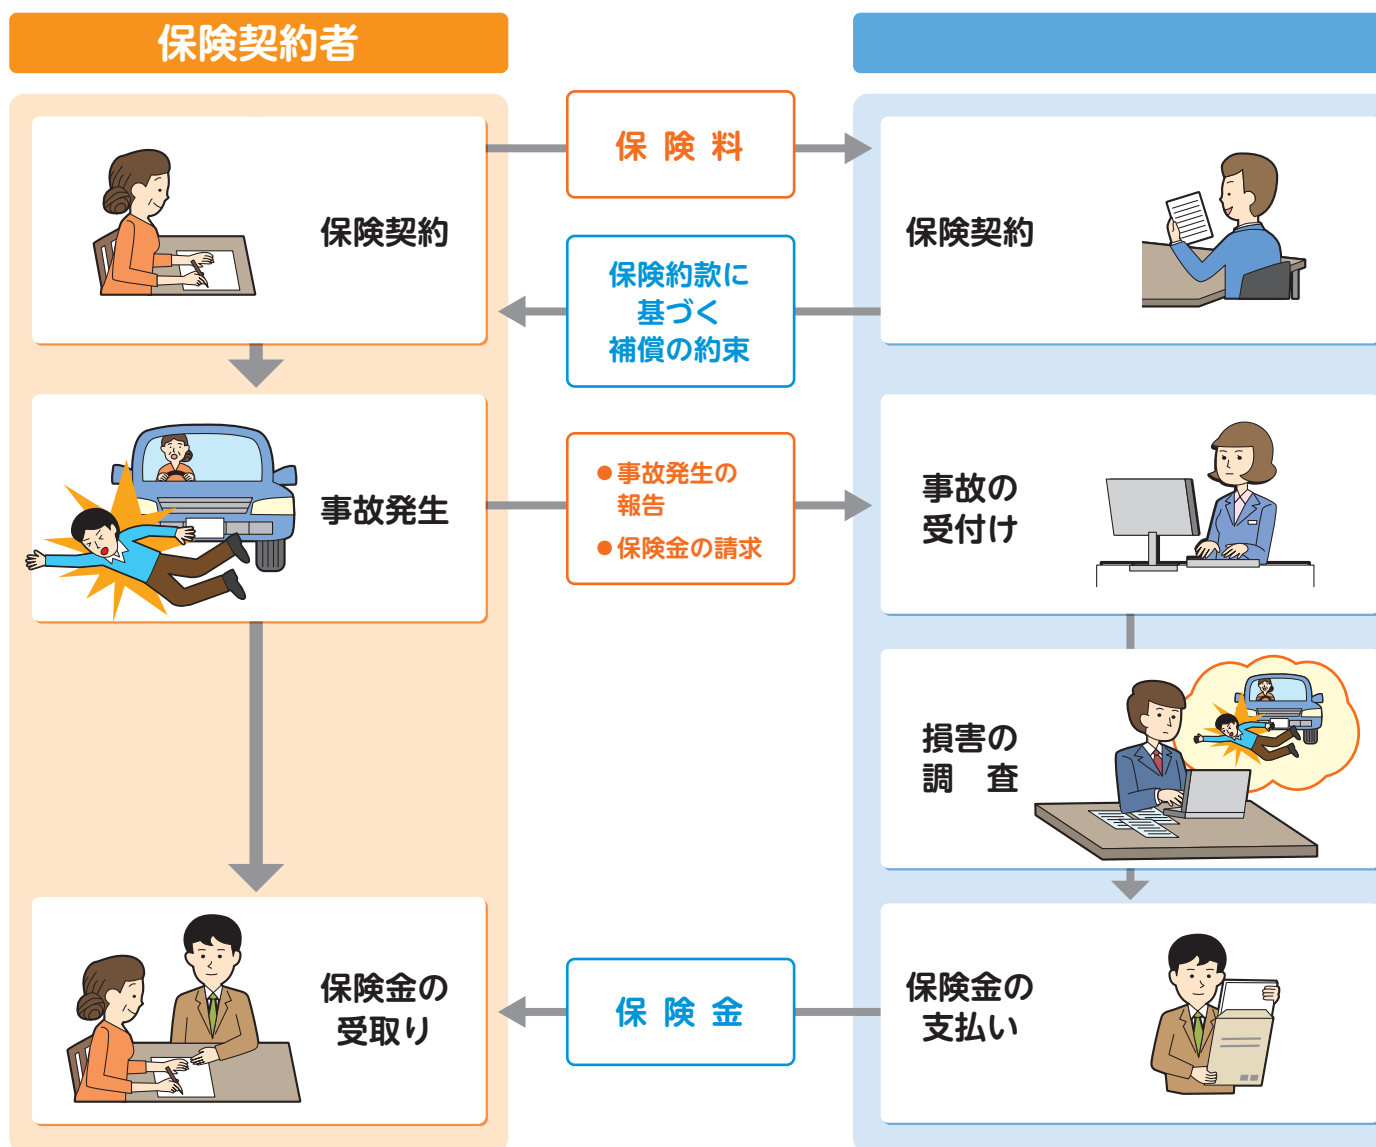 保険契約者
保険契約
保険料
保険契約
保険約款に
基づく
補償の約束
事故発生
●事故発生の
報告
●保険金の請求
事故の
受付け
損害の
調　査
保険金の
受取り
保険金
保険金の
支払い